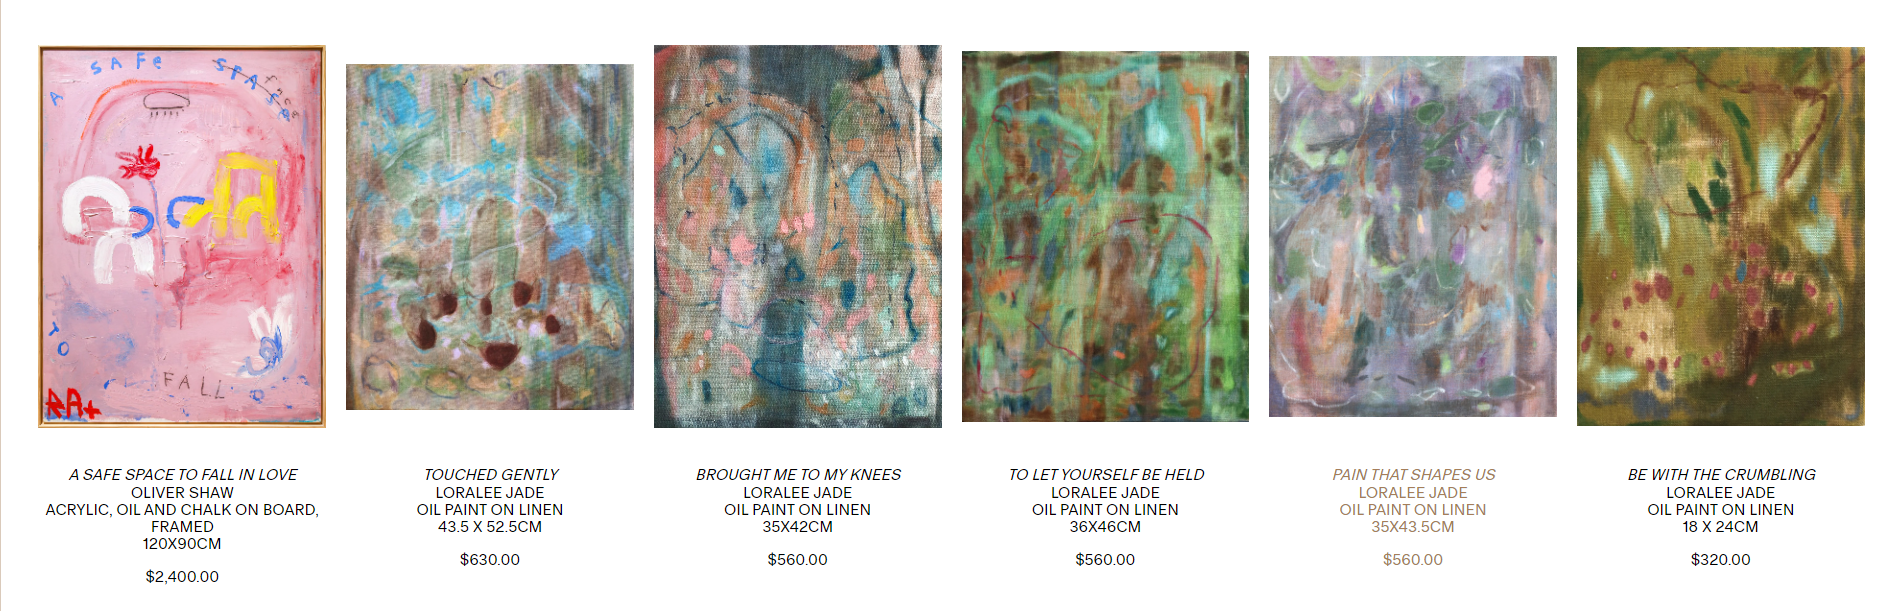 A SAFe SPACE
TO
FALL
A SAFE SPACE TO FALL IN LOVE
OLIVER SHAW
ACRYLIC, OIL AND CHALK ON BOARD,
FRAMED
120X90CM
$2,400.00
TOUCHED GENTLY
LORALEE JADE
OIL PAINT ON LINEN
43.5 X 52.5CM
$630.00
BROUGHT ME TO MY KNEES
LORALEE JADE
OIL PAINT ON LINEN
35X42CM
$560.00
TO LET YOURSELF BE HELD
LORALEE JADE
OIL PAINT ON LINEN
36X46CM
$560.00
PAIN THAT SHAPES US
LORALEE JADE
OIL PAINT ON LINEN
35X43.5CM
$560.00
BE WITH THE CRUMBLING
LORALEE JADE
OIL PAINT ON LINEN
18 X 24CM
$320.00